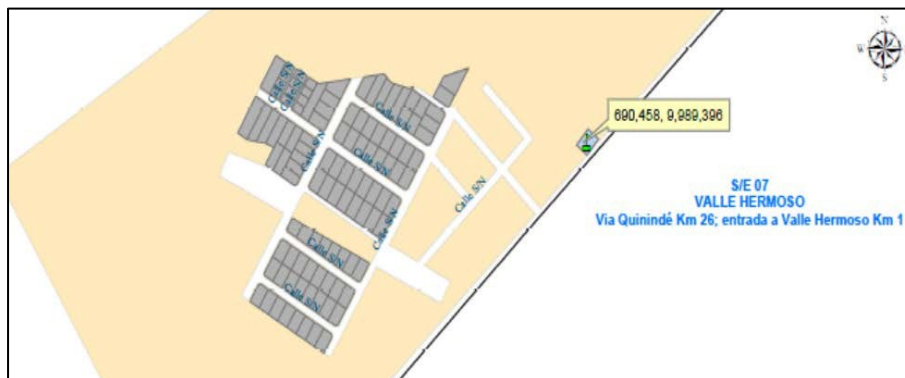 N
W
S
690,458, 9,989,396
Calle S/N
Calle S/N
Calle S/N
Calle S/N
Calle S/N
Calle S/N
Calle S/N
Calle S/N
Calle S/N
S/E 07
VALLE HERMOSO
Via Quinindé Km 26; entrada a Valle Hermoso Km 1